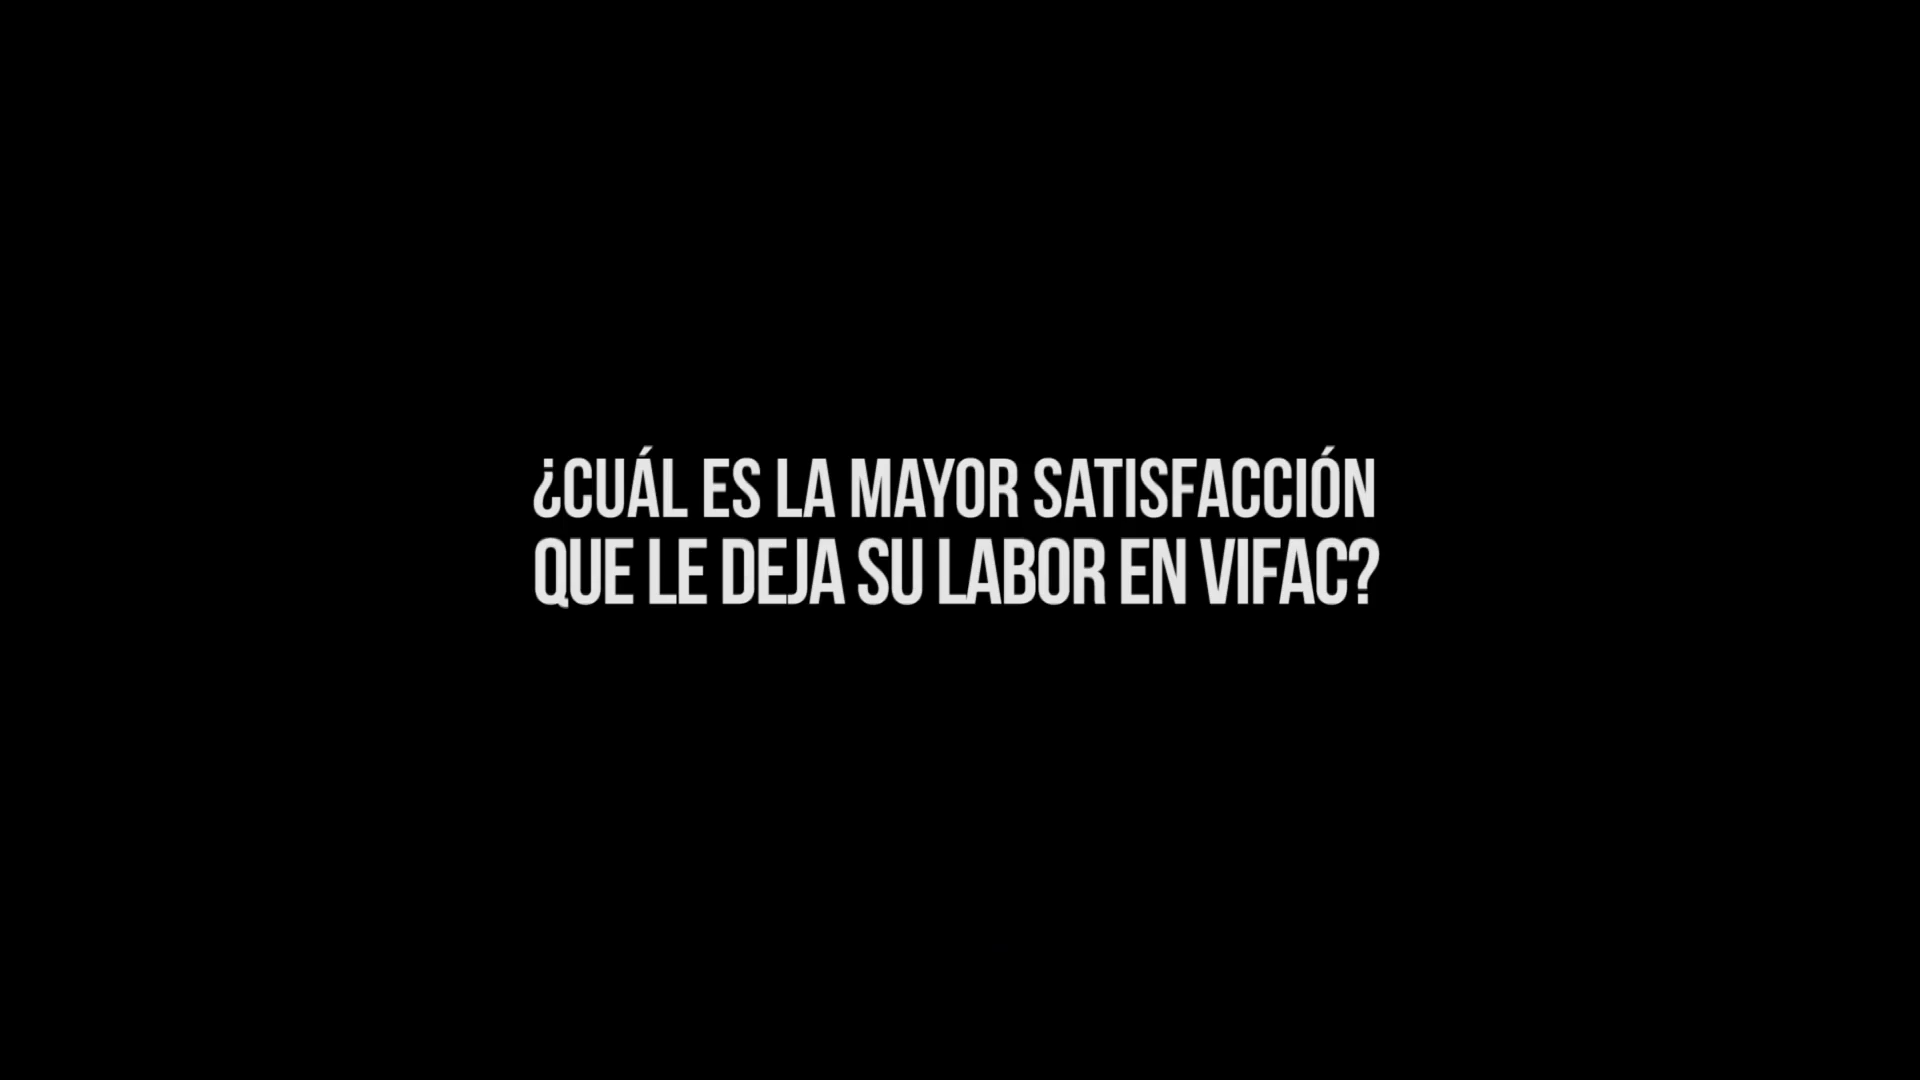 ¿CUÁL ES LA MAYOR SATISFACCIÓN
QUE LE DEJA SU LABOR EN VIFAC?